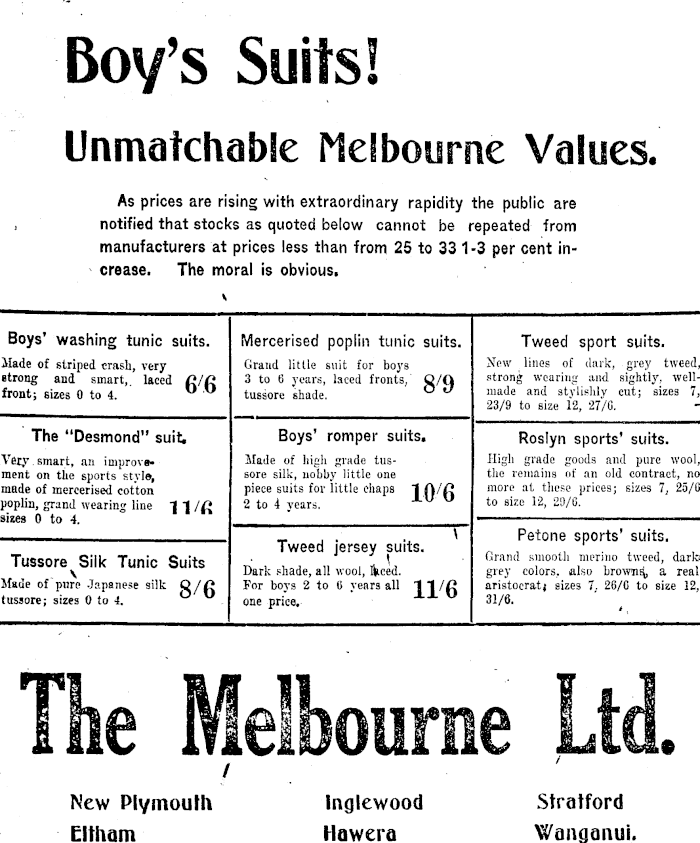 Boy's Suits!
Unmatchable Melbourne Values.
As prices are rising with extraordinary rapidity the public are
notified that stocks as quoted below cannot be repeated from
manufacturers at prices less than from 25 to 33 1-3 per cent in-
crease. The moral is obvious.
Boys' washing tunic suits.
Made of striped crash, very
strong and smart, laced
front; sizes 0 to 4.
6/6
The "Desmond" suit.
Very smart, an improve-
ment on the sports style,
made of mercerised cotton
poplin, grand wearing line
sizes 0 to 4.
11/6
Tussore Silk Tunic Suits
Made of pure Japanese silk
tussore; sizes 0 to 4.
8/6
Mercerised poplin tunic suits.
Grand little suit for boys
3 to 6 years, laced fronts,
tussore shade.
8/9
Boys' romper suits.
Made of high grade tus-
sore silk, nobby little one
piece suits for little chaps
2 to 4 years.
10/6
Tweed jersey suits.
Dark shade, all wool, laced.
For boys 2 to 6 years all
one price.
11/6
Tweed sport suits.
New lines of dark, grey tweed,
strong wearing and sightly, well-
made and stylishly cut; sizes 7,
23/9 to size 12, 27/6.
Roslyn sports' suits.
High grade goods and pure wool,
the remains of an old contract, no
more at these prices; sizes 7, 25/6
to size 12, 29/6.
Petone sports' suits.
Grand smooth merino tweed, dark
grey colors, also browns, a real
aristocrat; sizes 7, 26/6 to size 12,
31/6.
The Melbourne Ltd.
New Plymouth Inglewood Stratford
Eltham Hawera Wanganui.